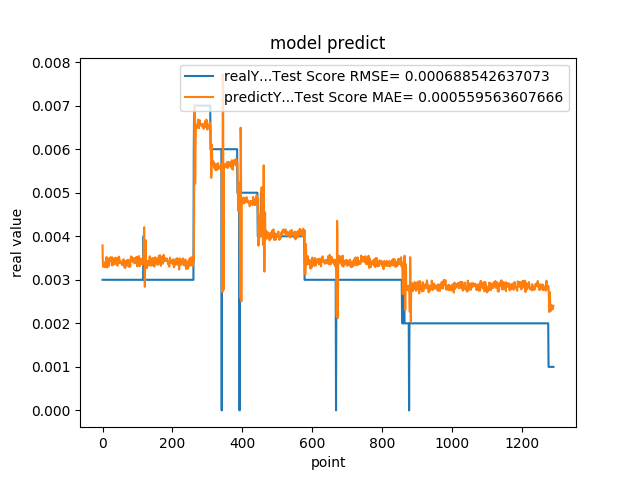 model predict
realY...Test Score RMSE= 0.000688542637073
predictY...Test Score MAE= 0.000559563607666
0.008
0.007
0.006
0.005
0.004
0.003
0.002
0.001
0.000
real value
0 200 400 600 800 1000 1200
point